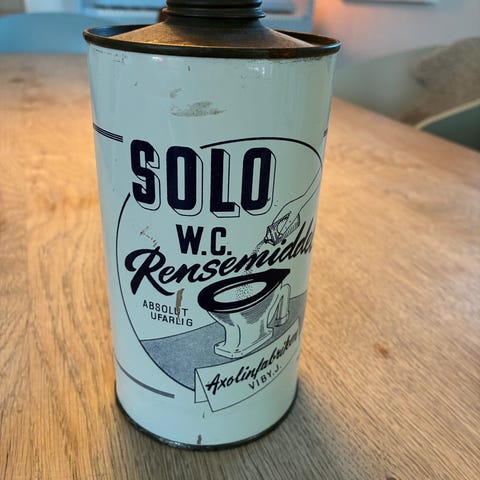 SOLO
W.C.
Rensemiddel
ABSOLUT
UFARLIG
Axolinfabriken
VIBY.J.